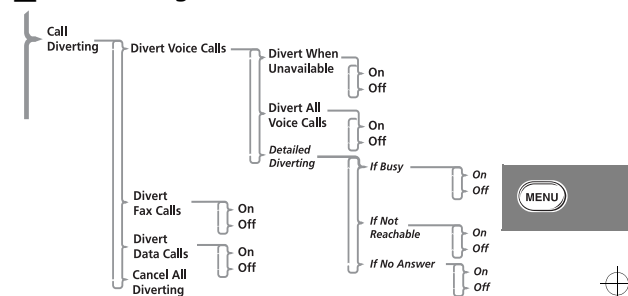 Call
Diverting
Divert Voice Calls
Divert When
Unavailable
On
Off
Divert All
Voice Calls
On
Off
Detailed
Diverting
If Busy
On
Off
If Not
Reachable
On
Off
If No Answer
On
Off
Divert
Fax Calls
On
Off
Divert
Data Calls
On
Off
Cancel All
Diverting
MENU